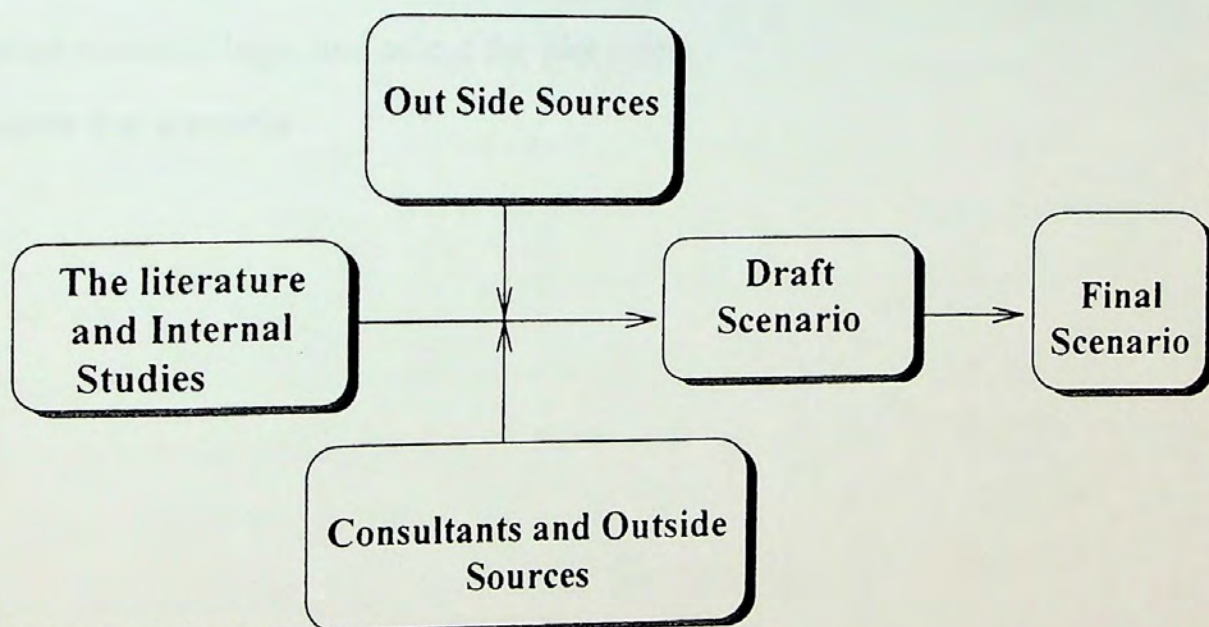 Out Side Sources
The literature
and Internal
Studies
Draft
Scenario
Final
Scenario
Consultants and Outside
Sources